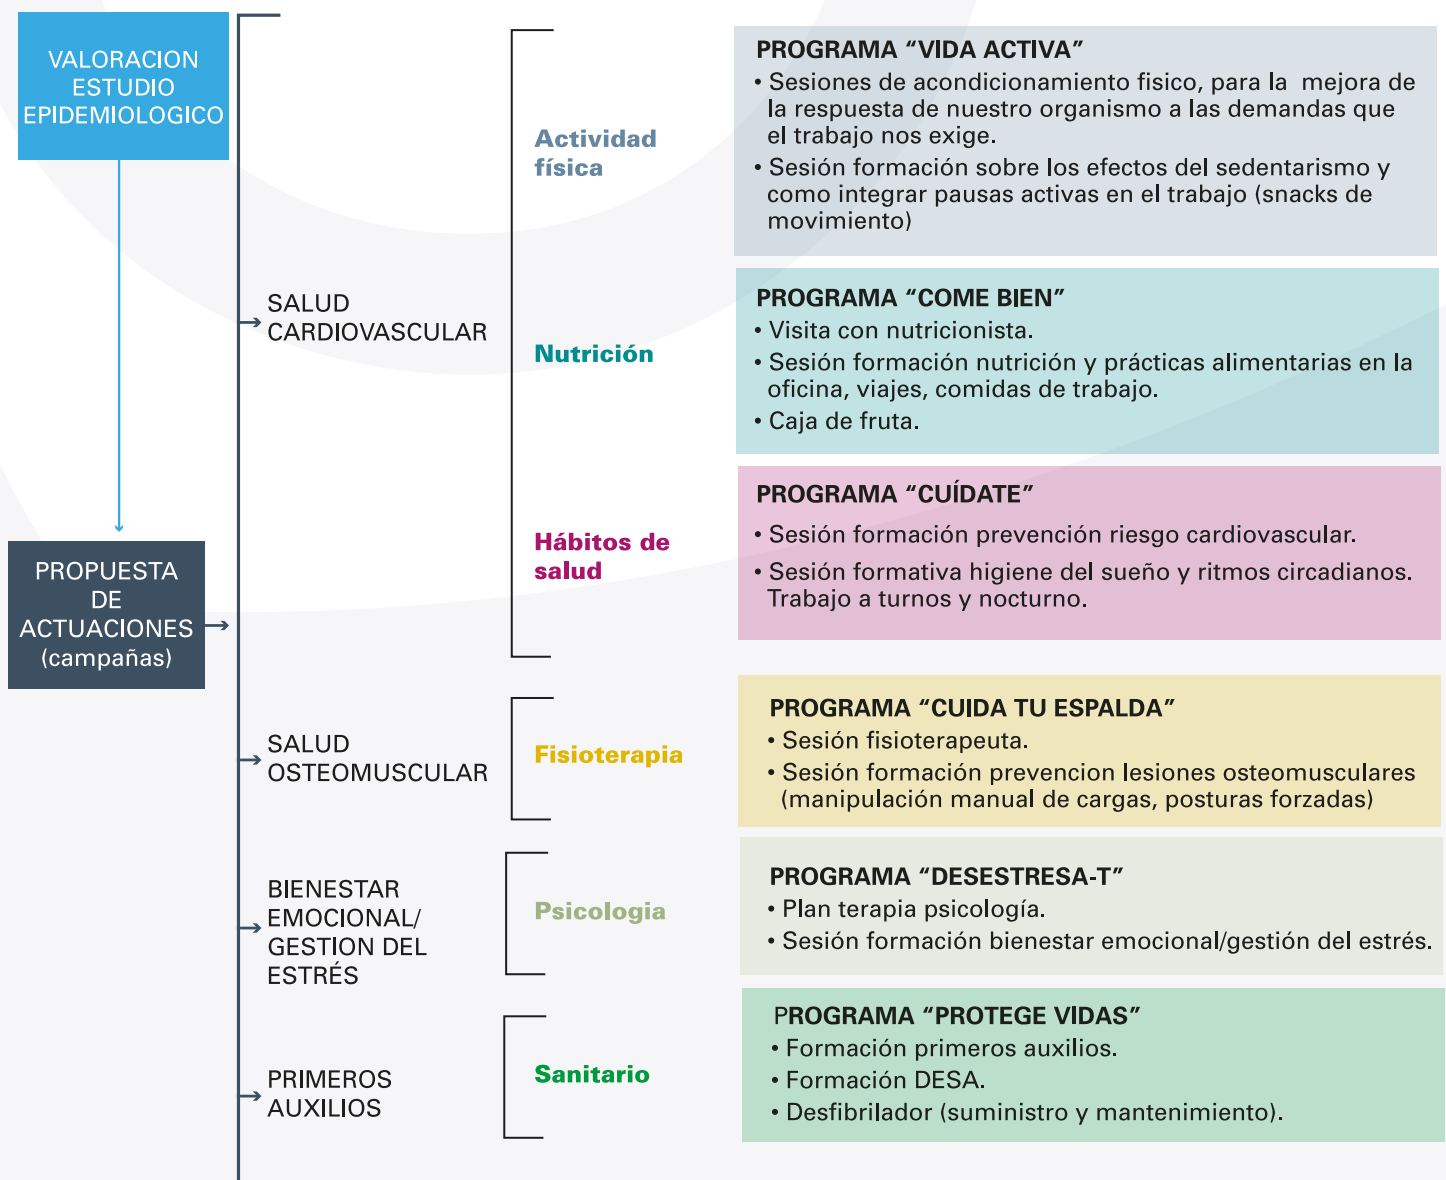 VALORACION
ESTUDIO
EPIDEMIOLOGICO
PROPUESTA
DE
ACTUACIONES
(campañas)
SALUD
CARDIOVASCULAR
Actividad
física
PROGRAMA “VIDA ACTIVA”
• Sesiones de acondicionamiento fisico, para la mejora de
la respuesta de nuestro organismo a las demandas que
el trabajo nos exige.
• Sesión formación sobre los efectos del sedentarismo y
como integrar pausas activas en el trabajo (snacks de
movimiento)
Nutrición
PROGRAMA “COME BIEN”
• Visita con nutricionista.
• Sesión formación nutrición y prácticas alimentarias en la
oficina, viajes, comidas de trabajo.
• Caja de fruta.
Hábitos de
salud
PROGRAMA “CUÍDATE”
• Sesión formación prevención riesgo cardiovascular.
• Sesión formativa higiene del sueño y ritmos circadianos.
Trabajo a turnos y nocturno.
SALUD
OSTEOMUSCULAR
Fisioterapia
PROGRAMA “CUIDA TU ESPALDA”
• Sesión fisioterapeuta.
• Sesión formación prevencion lesiones osteomusculares
(manipulación manual de cargas, posturas forzadas)
BIENESTAR
EMOCIONAL/
GESTION DEL
ESTRÉS
Psicologia
PROGRAMA “DESESTRESA-T”
• Plan terapia psicología.
• Sesión formación bienestar emocional/gestión del estrés.
PRIMEROS
AUXILIOS
Sanitario
PROGRAMA “PROTEGE VIDAS”
• Formación primeros auxilios.
• Formación DESA.
• Desfibrilador (suministro y mantenimiento).